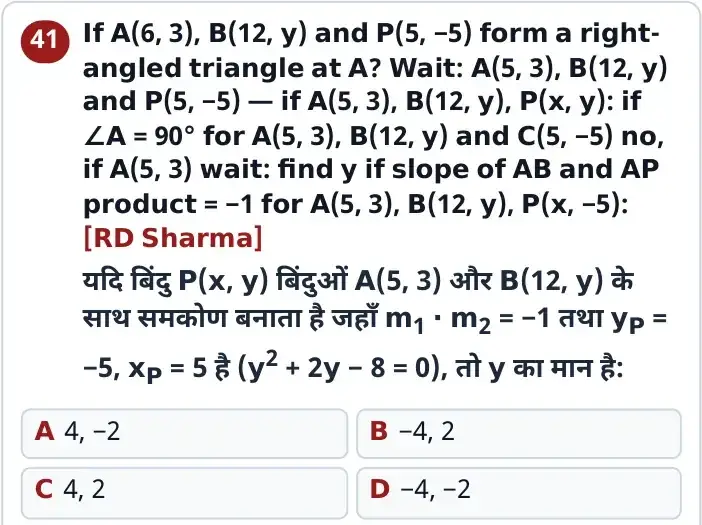 41 If A(6, 3), B(12, y) and P(5, −5) form a right-
angled triangle at A? Wait: A(5, 3), B(12, y)
and P(5, −5) — if A(5, 3), B(12, y), P(x, y): if
∠A = 90° for A(5, 3), B(12, y) and C(5, −5) no,
if A(5, 3) wait: find y if slope of AB and AP
product = −1 for A(5, 3), B(12, y), P(x, −5):
[RD Sharma]
यदि बिंदु P(x, y) बिंदुओं A(5, 3) और B(12, y) के
साथ समकोण बनाता है जहाँ m₁ · m₂ = −1 तथा yₚ =
−5, xₚ = 5 है (y² + 2y − 8 = 0), तो y का मान है:
A 4, −2
B −4, 2
C 4, 2
D −4, −2